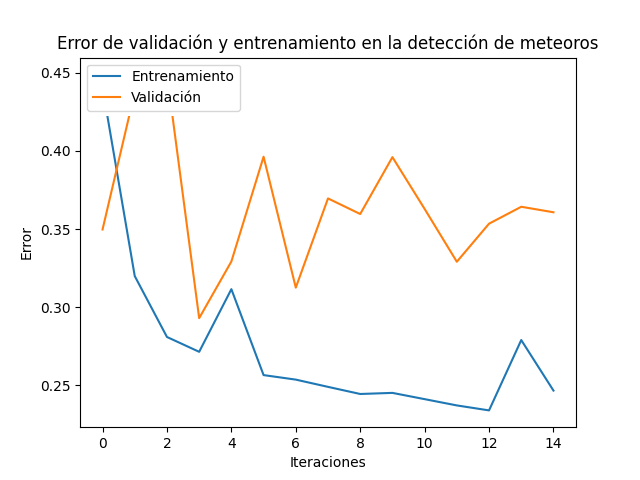 Error de validación y entrenamiento en la detección de meteoros
Entrenamiento
Validación
0.45
0.40
0.35
0.30
0.25
Error
0 2 4 6 8 10 12 14
Iteraciones